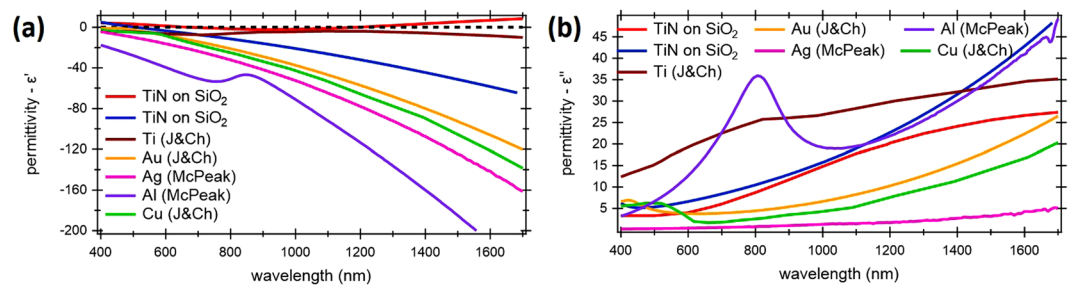 (a)
permittivity - ε'
0
-40
-80
-120
-160
-200
TiN on SiO₂
TiN on SiO₂
Ti (J&Ch)
Au (J&Ch)
Ag (McPeak)
Al (McPeak)
Cu (J&Ch)
400 600 800 1000 1200 1400 1600
wavelength (nm)
(b)
permittivity - ε''
45
40
35
30
25
20
15
10
5
TiN on SiO₂ Au (J&Ch) Al (McPeak)
TiN on SiO₂ Ag (McPeak) Cu (J&Ch)
Ti (J&Ch)
400 600 800 1000 1200 1400 1600
wavelength (nm)